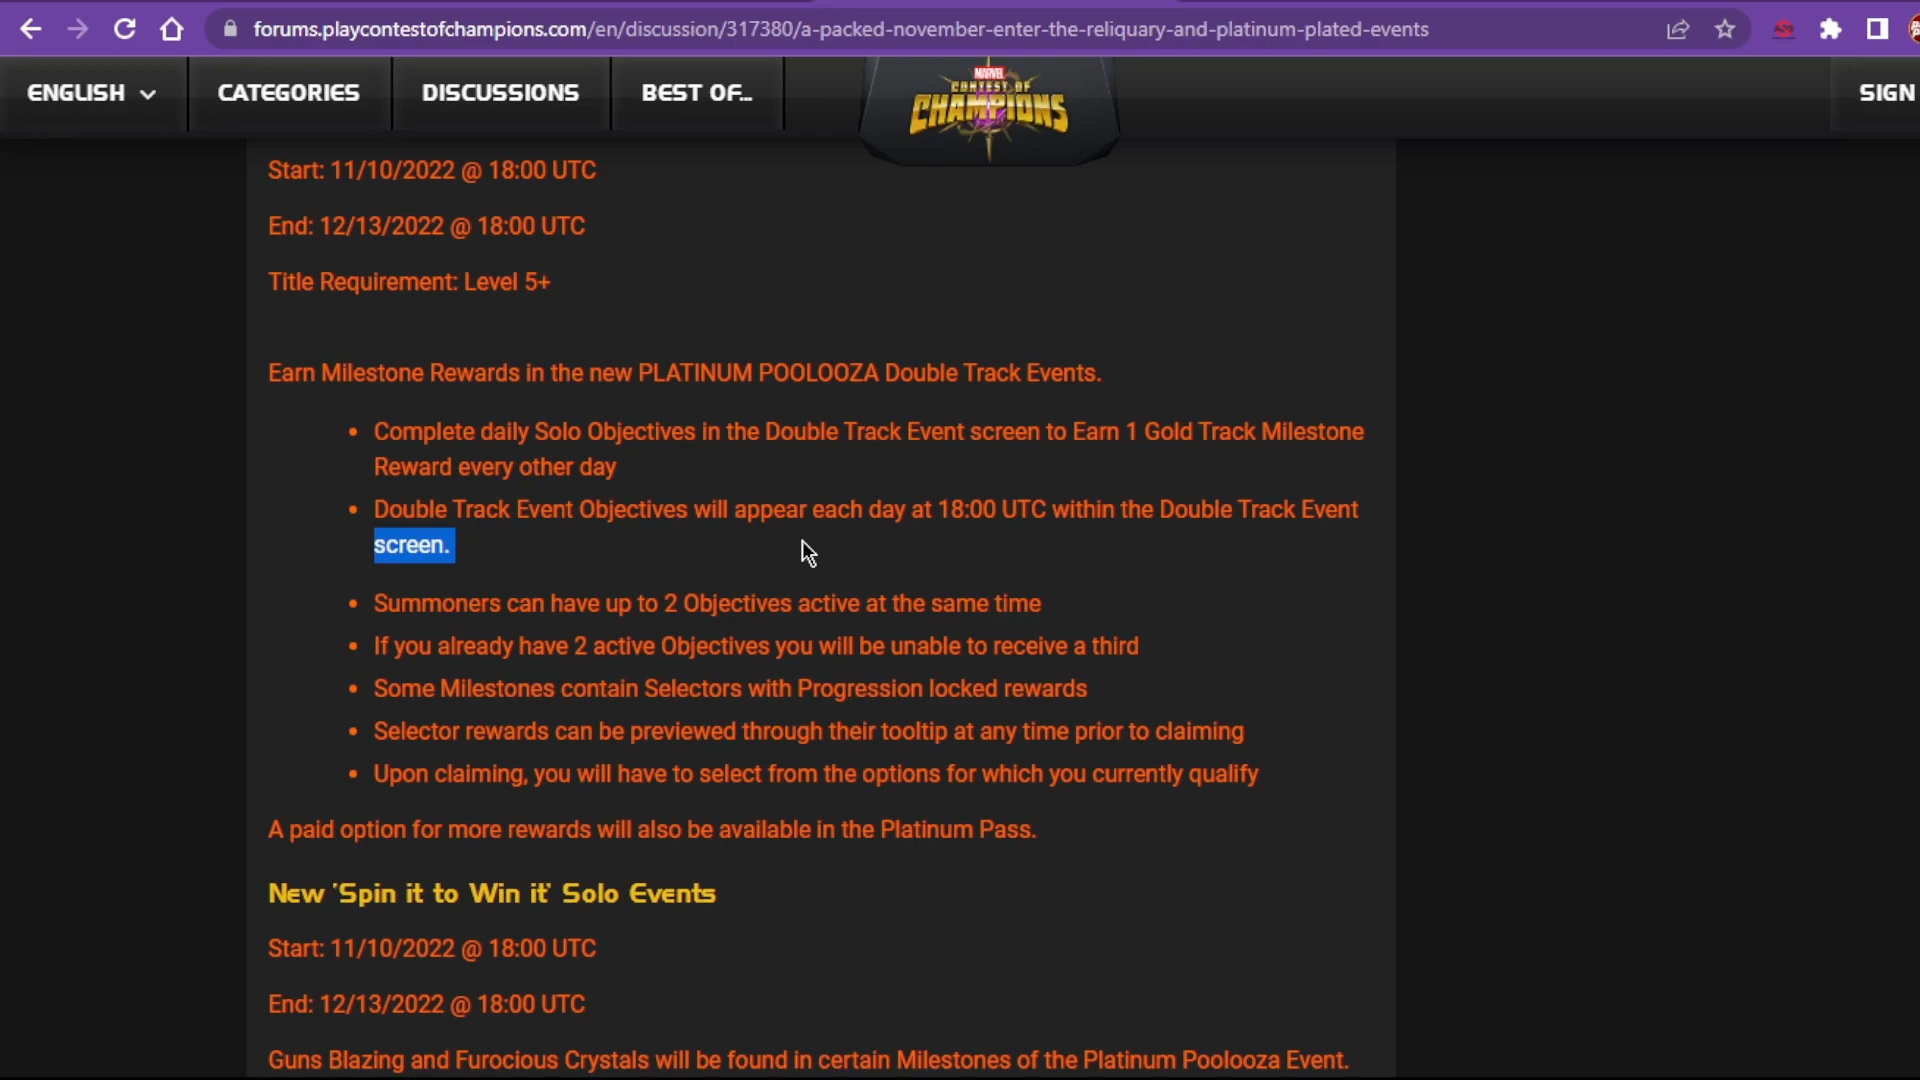 forums.playcontestofchampions.com/en/discussion/317380/a-packed-november-enter-the-reliquary-and-platinum-plated-events
ENGLISH
CATEGORIES
DISCUSSIONS
BEST OF...
MARVEL
CONTEST OF
CHAMPIONS
SIGN
Start: 11/10/2022 @ 18:00 UTC
End: 12/13/2022 @ 18:00 UTC
Title Requirement: Level 5+
Earn Milestone Rewards in the new PLATINUM POOLOOZA Double Track Events.
• Complete daily Solo Objectives in the Double Track Event screen to Earn 1 Gold Track Milestone
Reward every other day
• Double Track Event Objectives will appear each day at 18:00 UTC within the Double Track Event
screen.
• Summoners can have up to 2 Objectives active at the same time
• If you already have 2 active Objectives you will be unable to receive a third
• Some Milestones contain Selectors with Progression locked rewards
• Selector rewards can be previewed through their tooltip at any time prior to claiming
• Upon claiming, you will have to select from the options for which you currently qualify
A paid option for more rewards will also be available in the Platinum Pass.
New 'Spin it to Win it' Solo Events
Start: 11/10/2022 @ 18:00 UTC
End: 12/13/2022 @ 18:00 UTC
Guns Blazing and Furocious Crystals will be found in certain Milestones of the Platinum Poolooza Event.